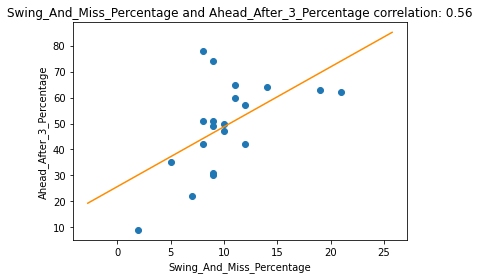 Swing_And_Miss_Percentage and Ahead_After_3_Percentage correlation: 0.56
80
70
60
50
40
30
20
10
Ahead_After_3_Percentage
0 5 10 15 20 25
Swing_And_Miss_Percentage